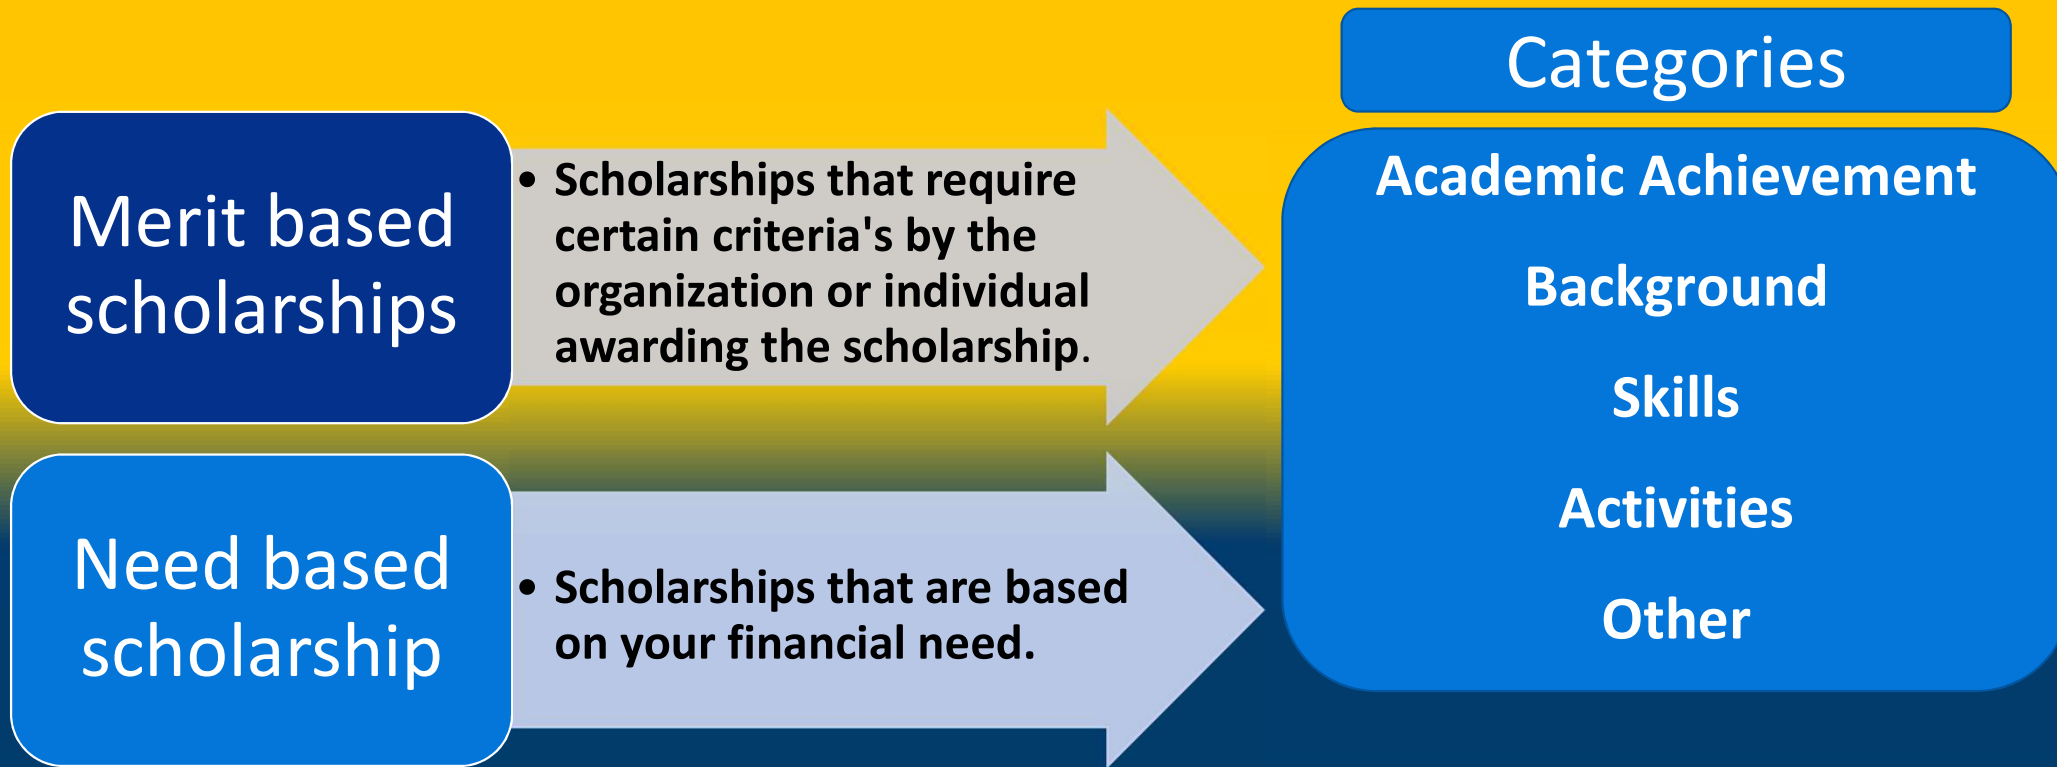 Categories
Merit based
scholarships
• Scholarships that require
certain criteria's by the
organization or individual
awarding the scholarship.
Need based
scholarship
• Scholarships that are based
on your financial need.
Academic Achievement
Background
Skills
Activities
Other